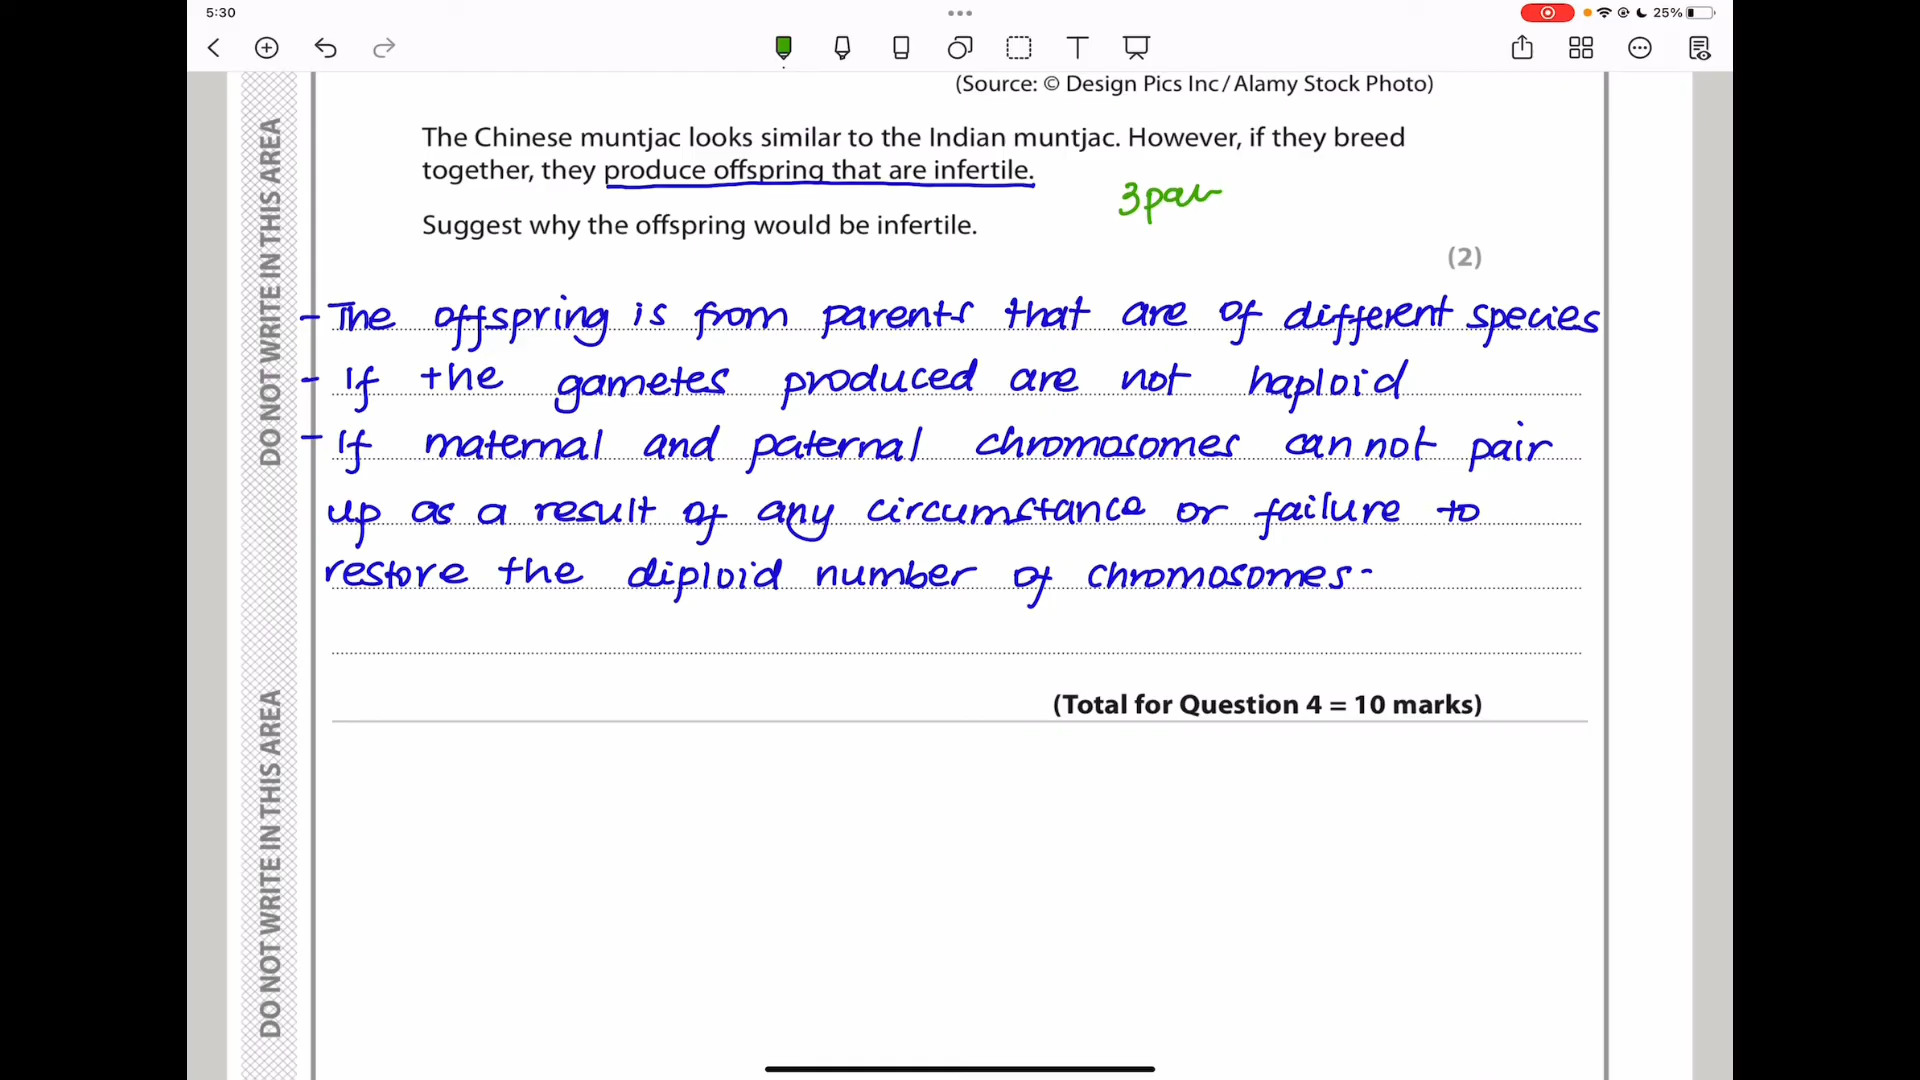 5:30
25%
(Source: © Design Pics Inc/Alamy Stock Photo)
The Chinese muntjac looks similar to the Indian muntjac. However, if they breed
together, they produce offspring that are infertile.
3 pair
Suggest why the offspring would be infertile.
(2)
- The offspring is from parents that are of different species
- If the gametes produced are not haploid
- If maternal and paternal chromosomes can not pair
up as a result of any circumstance or failure to
restore the diploid number of chromosomes.
(Total for Question 4 = 10 marks)
DO NOT WRITE IN THIS AREA
DO NOT WRITE IN THIS AREA